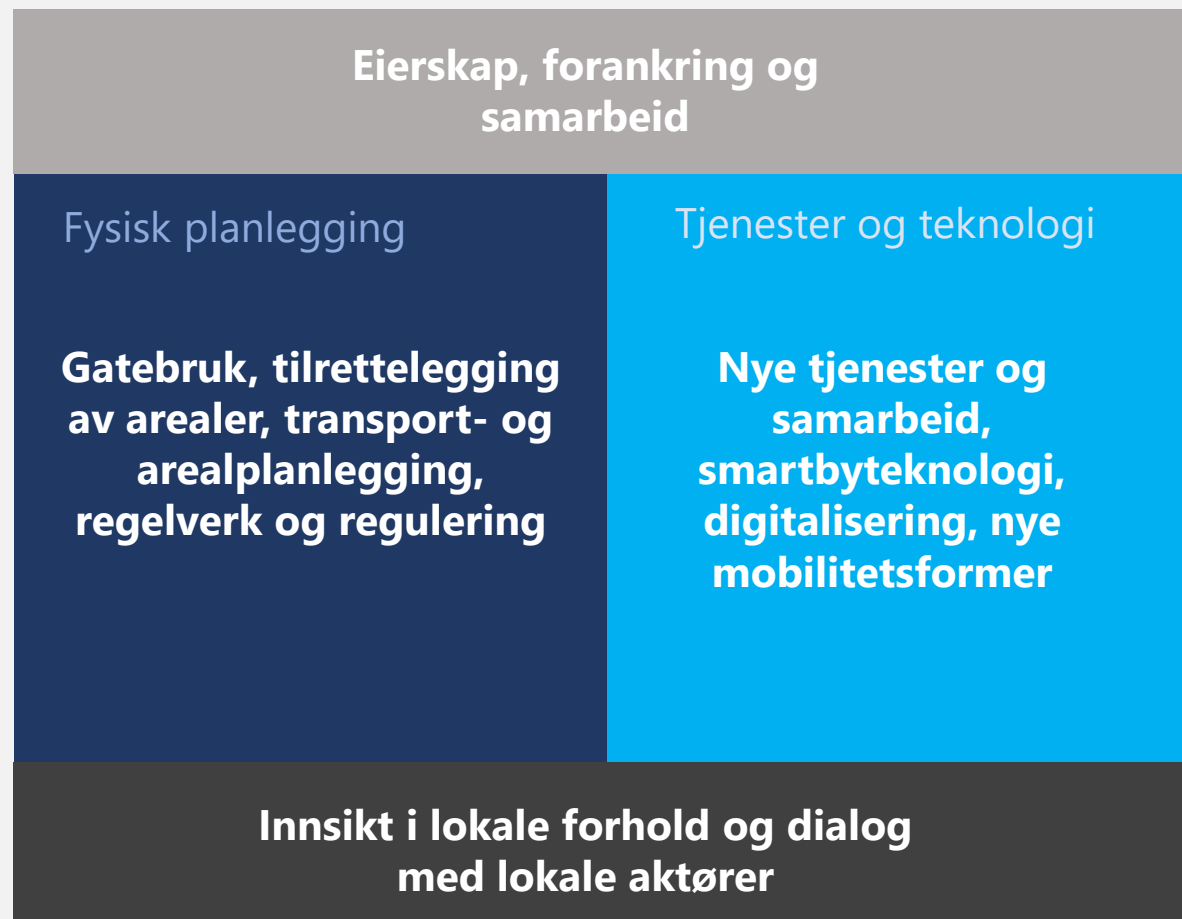 Eierskap, forankring og
samarbeid
Fysisk planlegging
Gatebruk, tilrettelegging
av arealer, transport- og
arealplanlegging,
regelverk og regulering
Tjenester og teknologi
Nye tjenester og
samarbeid,
smartbyteknologi,
digitalisering, nye
mobilitetsformer
Innsikt i lokale forhold og dialog
med lokale aktører